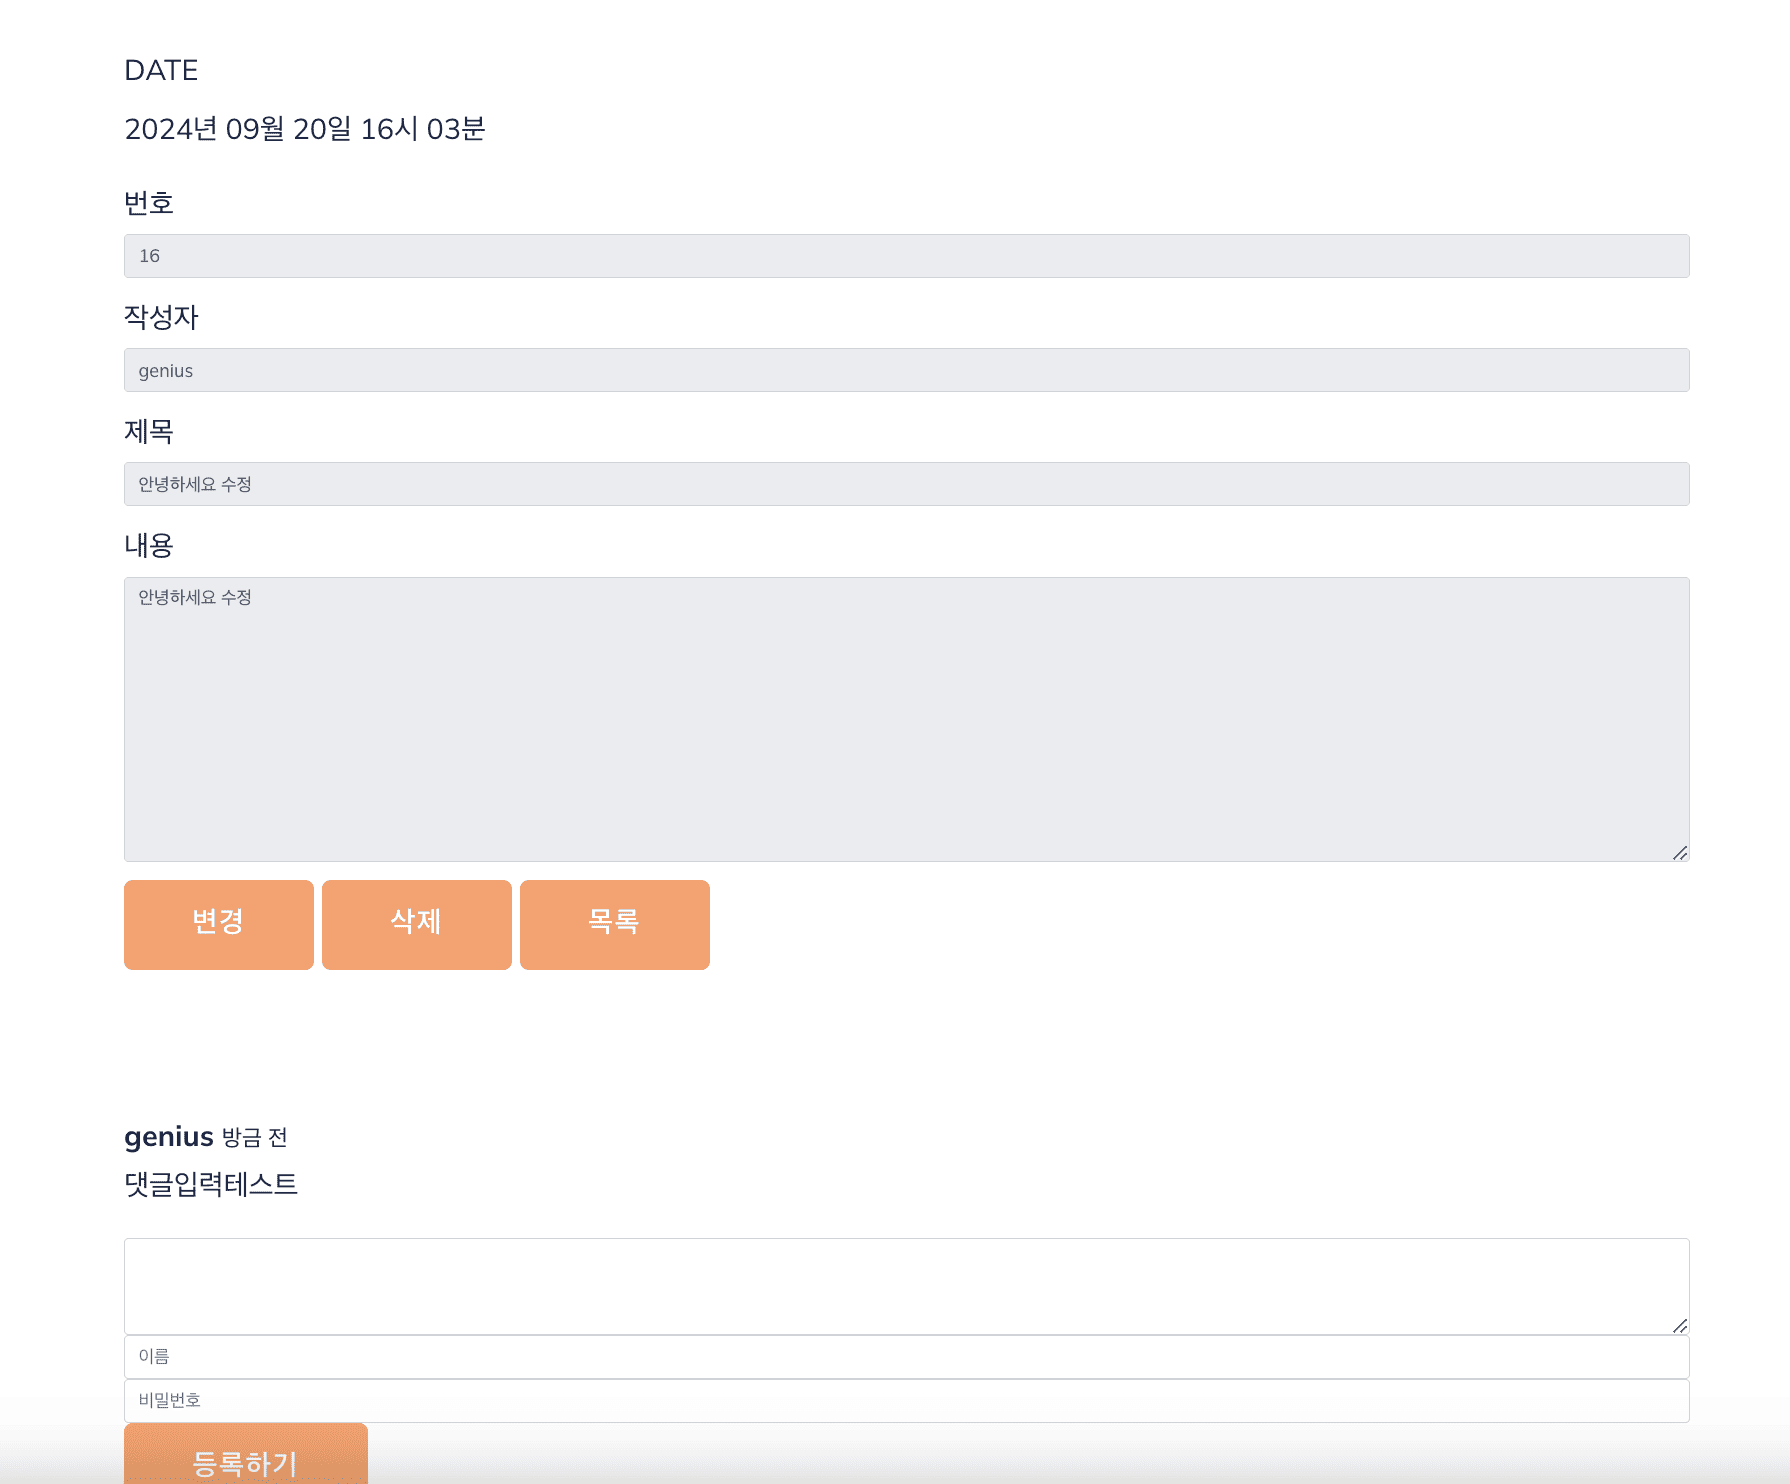 DATE
2024년 09월 20일 16시 03분
번호
16
작성자
genius
제목
안녕하세요 수정
내용
안녕하세요 수정
변경 삭제 목록
genius 방금 전
댓글입력테스트
이름
비밀번호
등록하기